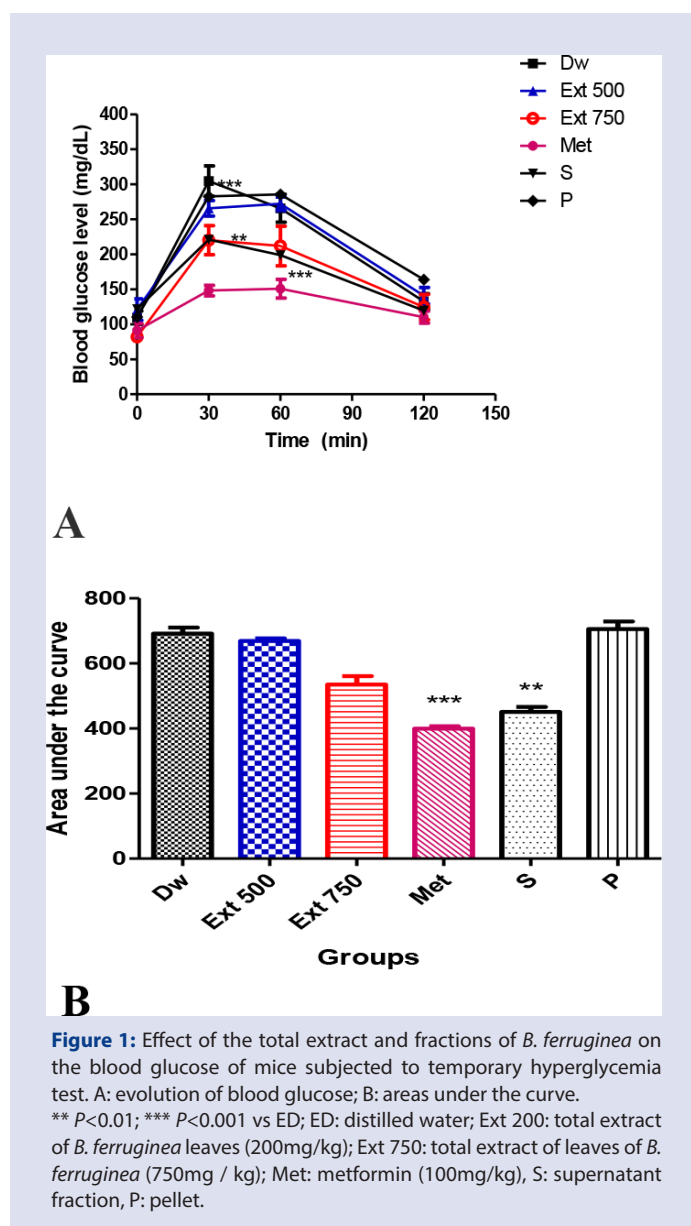 Dw
Ext 500
Ext 750
Met
S
P
Blood glucose level (mg/dL)
400
350
300
250
200
150
100
50
0
***
**
***
0 30 60 90 120 150
Time (min)
A
Area under the curve
800
600
400
200
0
***
**
Dw Ext 500 Ext 750 Met S P
Groups
B
Figure 1: Effect of the total extract and fractions of B. ferruginea on
the blood glucose of mice subjected to temporary hyperglycemia
test. A: evolution of blood glucose; B: areas under the curve.
** P<0.01; *** P<0.001 vs ED; ED: distilled water; Ext 200: total extract
of B. ferruginea leaves (200mg/kg); Ext 750: total extract of leaves of B.
ferruginea (750mg / kg); Met: metformin (100mg/kg), S: supernatant
fraction, P: pellet.